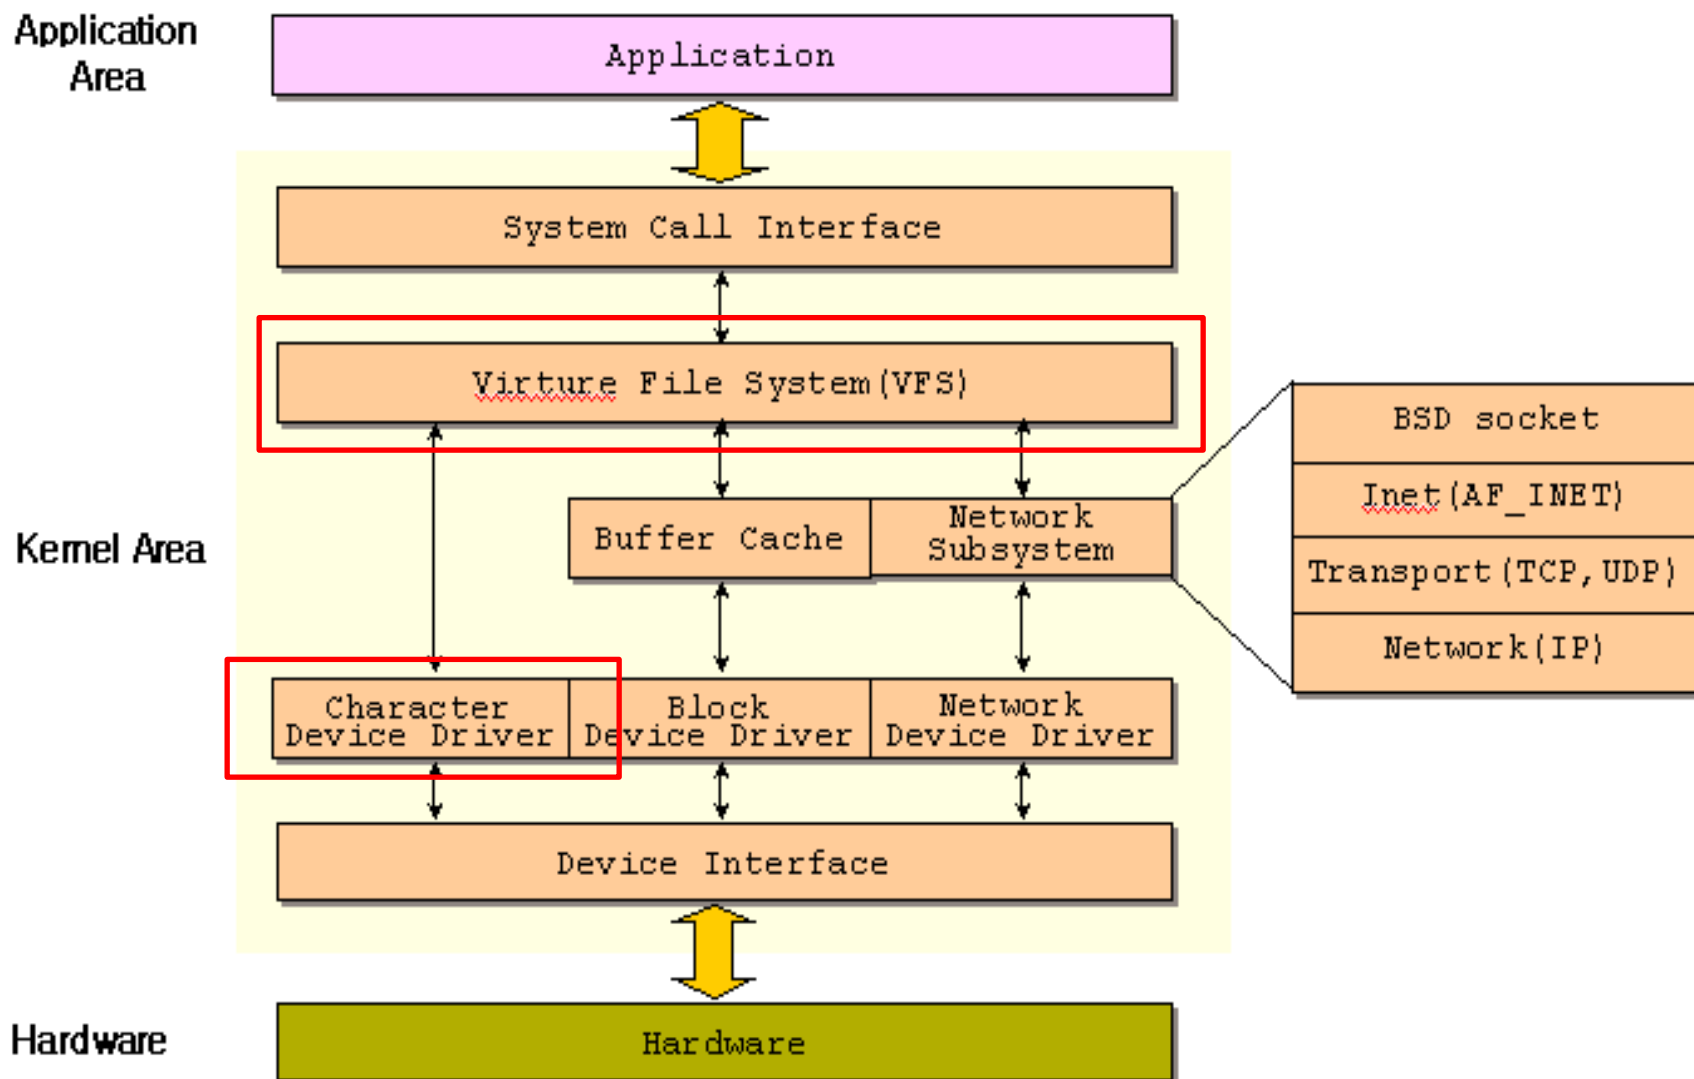 Application
Area
Application
System Call Interface
Virture File System(VFS)
BSD socket
Inet(AF_INET)
Transport(TCP,UDP)
Network(IP)
Kernel Area
Buffer Cache
Network
Subsystem
Character
Device Driver
Block
Device Driver
Network
Device Driver
Device Interface
Hardware
Hardware